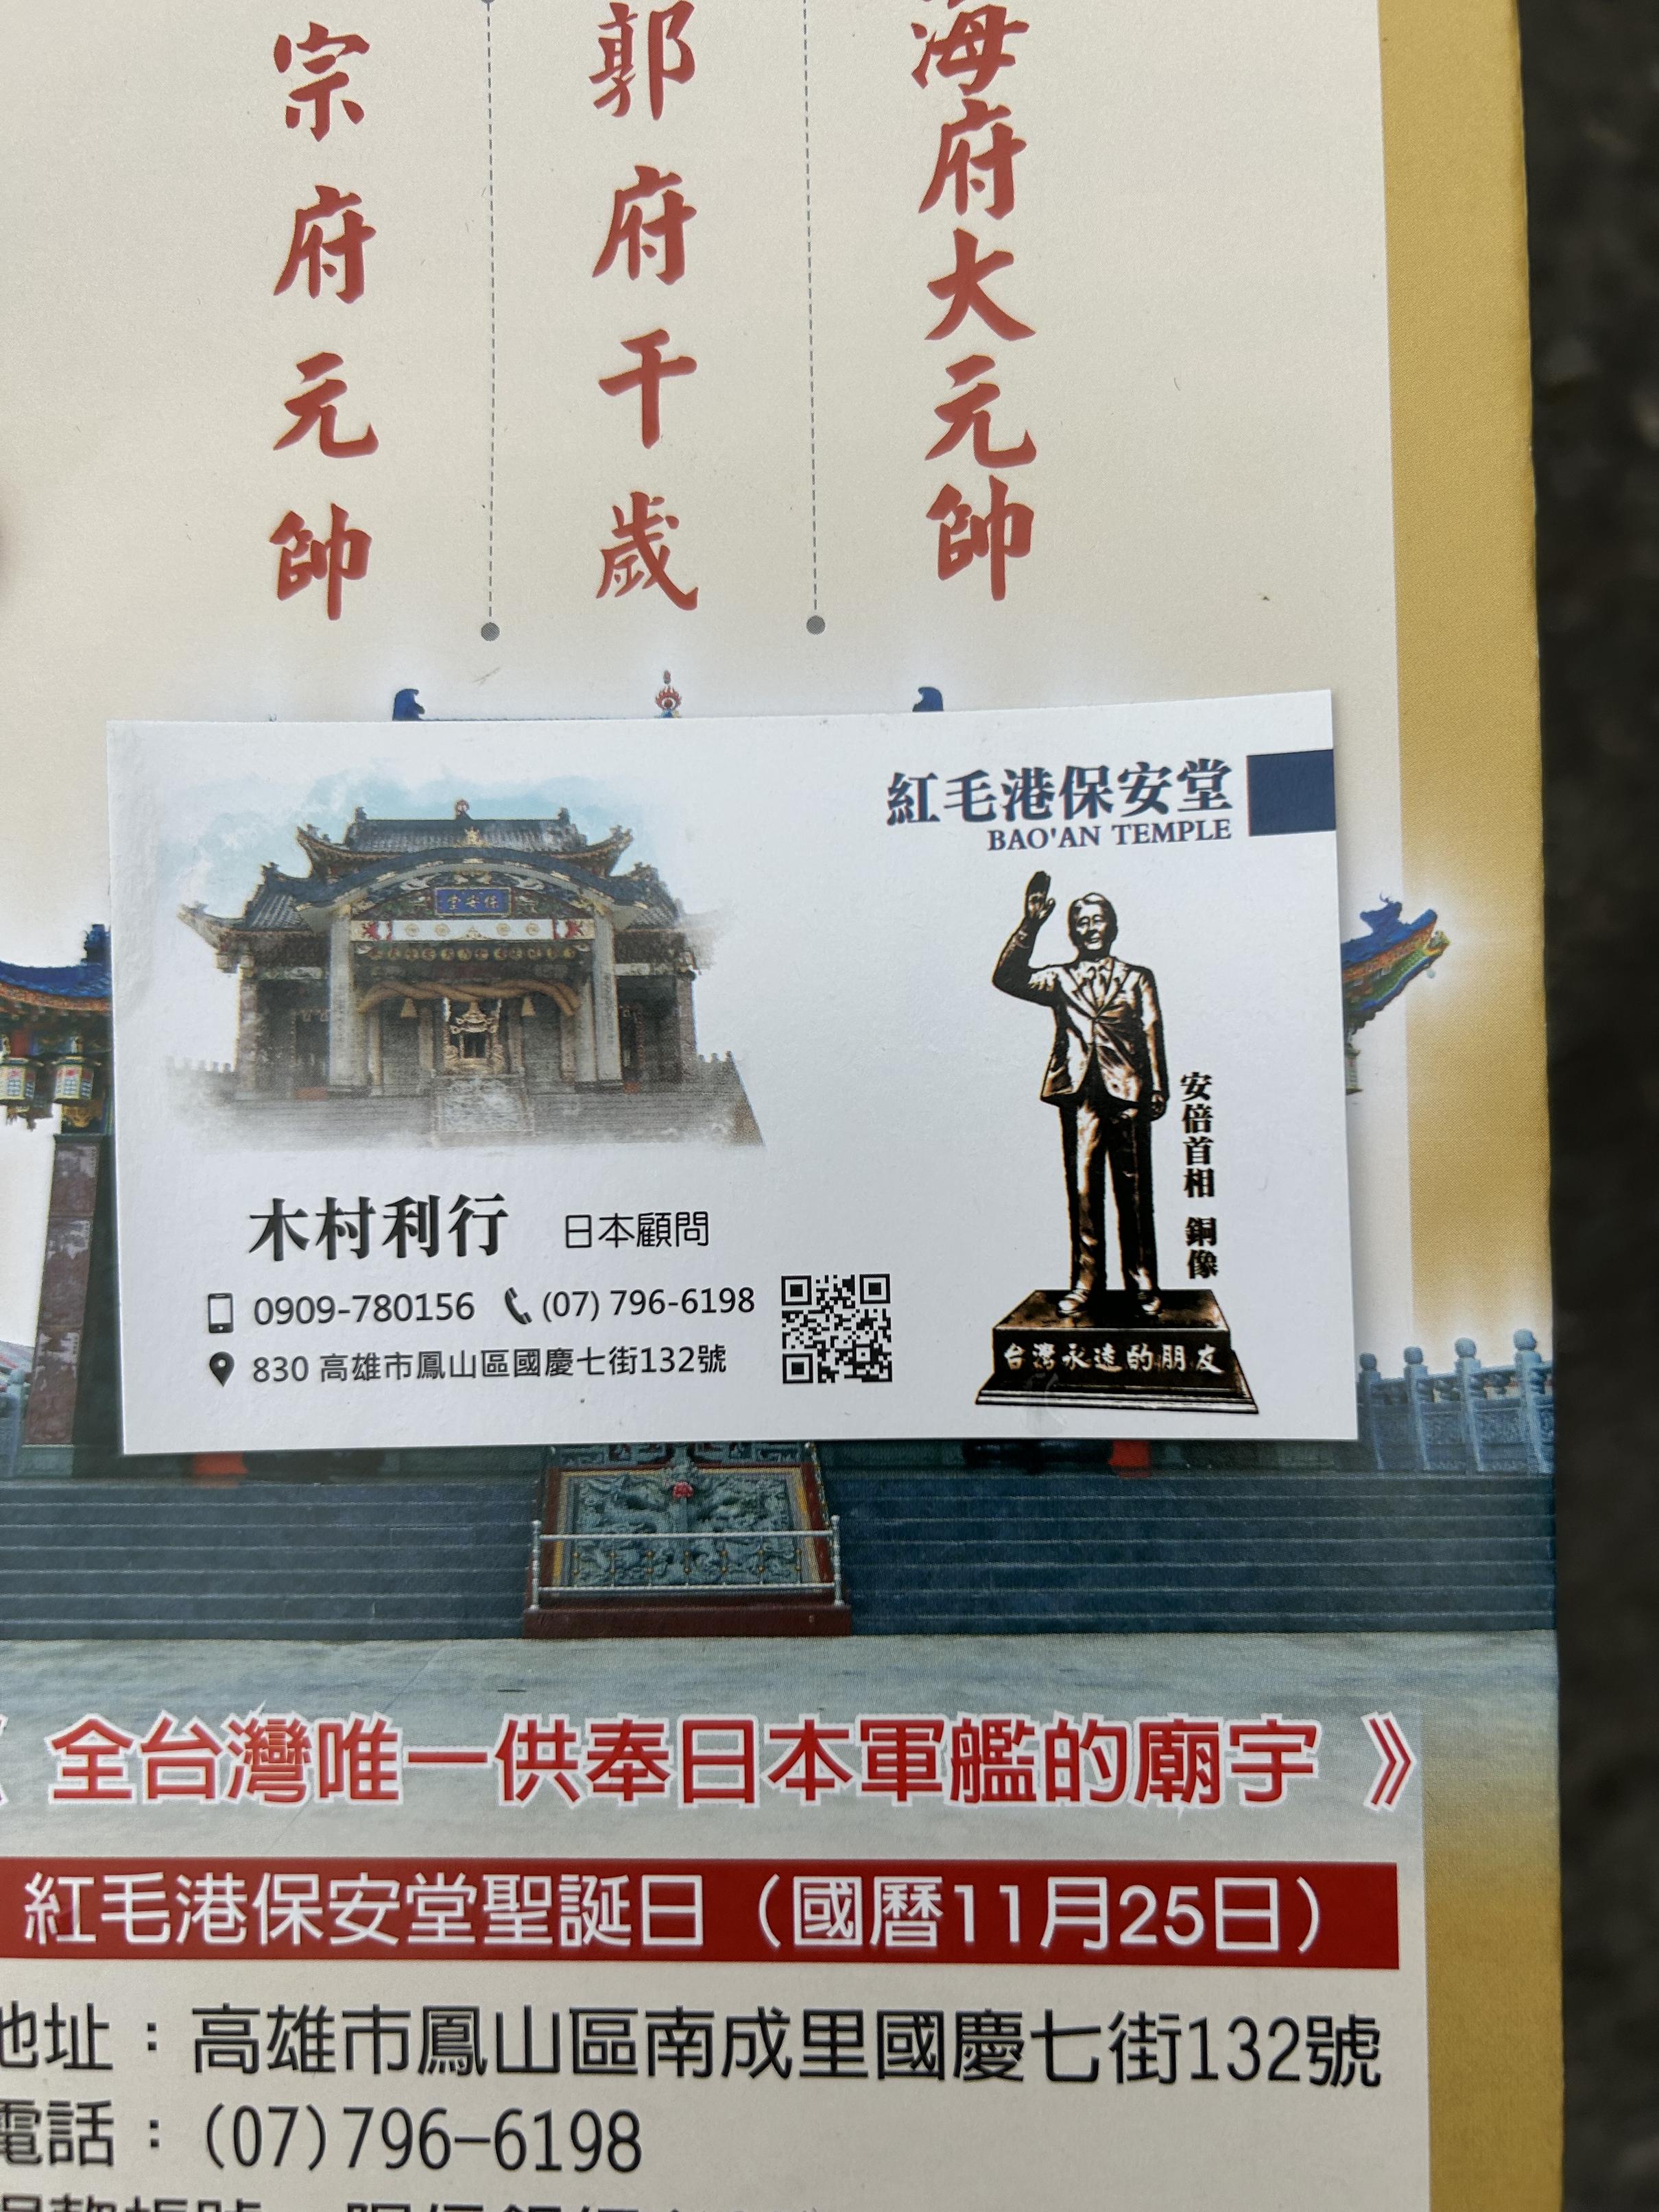 海府大元帥
郭府千歲
宗府元帥
紅毛港保安堂
BAO'AN TEMPLE
保安堂
安倍首相 銅像
台灣永遠的朋友
木村利行 日本顧問
0909-780156 (07) 796-6198
830 高雄市鳳山區國慶七街132號
全台灣唯一供奉日本軍艦的廟宇 》
紅毛港保安堂聖誕日（國曆11月25日）
地址：高雄市鳳山區南成里國慶七街132號
電話：(07)796-6198